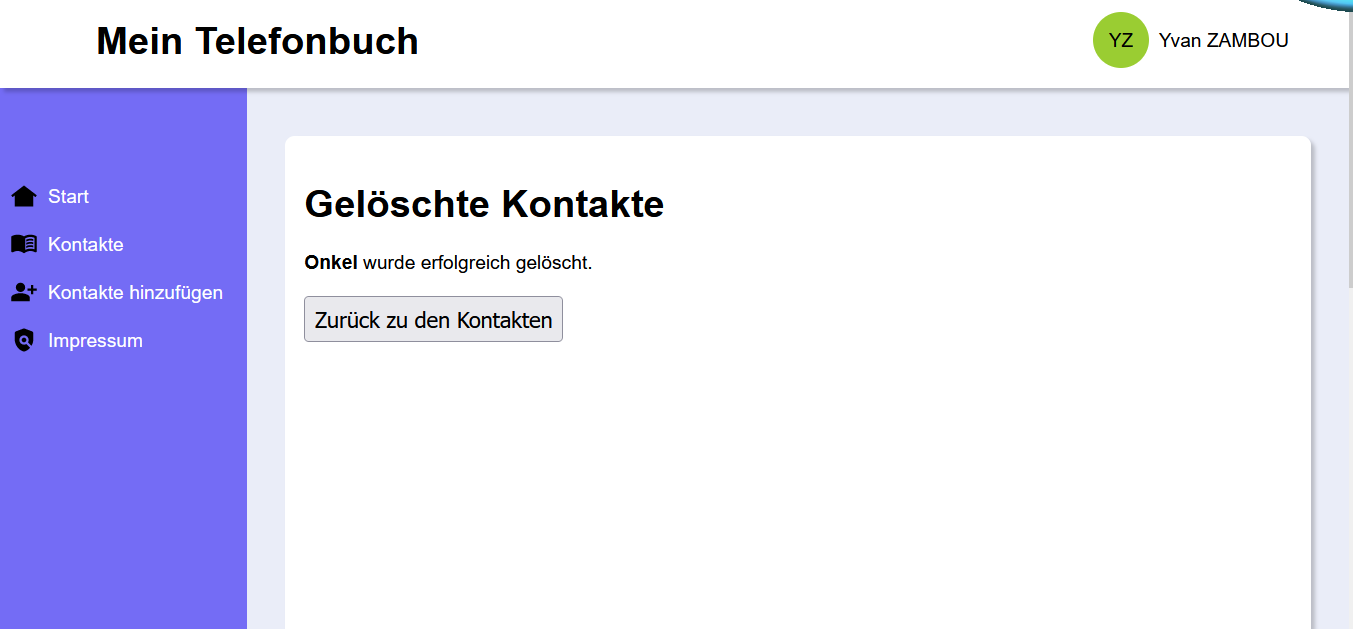 Mein Telefonbuch
YZ Yvan ZAMBOU
Start
Kontakte
Kontakte hinzufügen
Impressum
Gelöschte Kontakte
Onkel wurde erfolgreich gelöscht.
Zurück zu den Kontakten